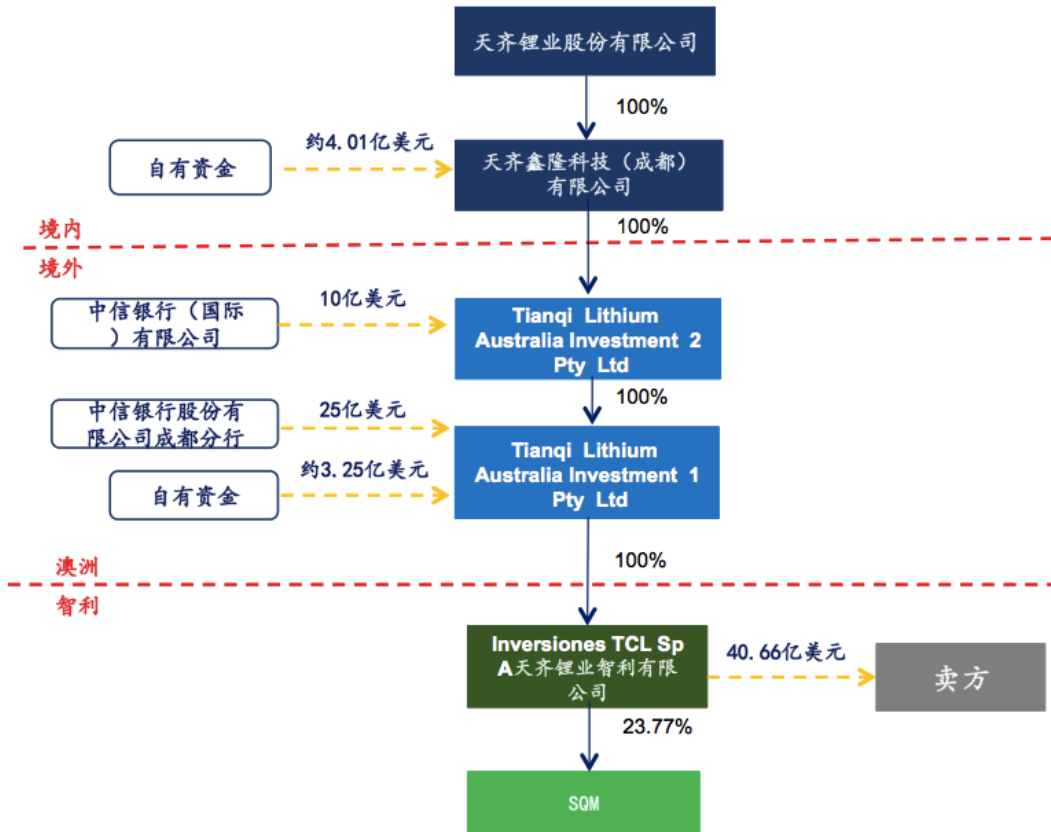 天齐锂业股份有限公司
100%
约4.01亿美元
自有资金
天齐鑫隆科技（成都）
有限公司
境内
100%
境外
10亿美元
中信银行（国际
）有限公司
Tianqi Lithium
Australia Investment 2
Pty Ltd
100%
25亿美元
中信银行股份有
限公司成都分行
约3.25亿美元
自有资金
Tianqi Lithium
Australia Investment 1
Pty Ltd
澳洲
100%
智利
Inversiones TCL Sp
A天齐锂业智利有限
公司
40.66亿美元
卖方
23.77%
SQM